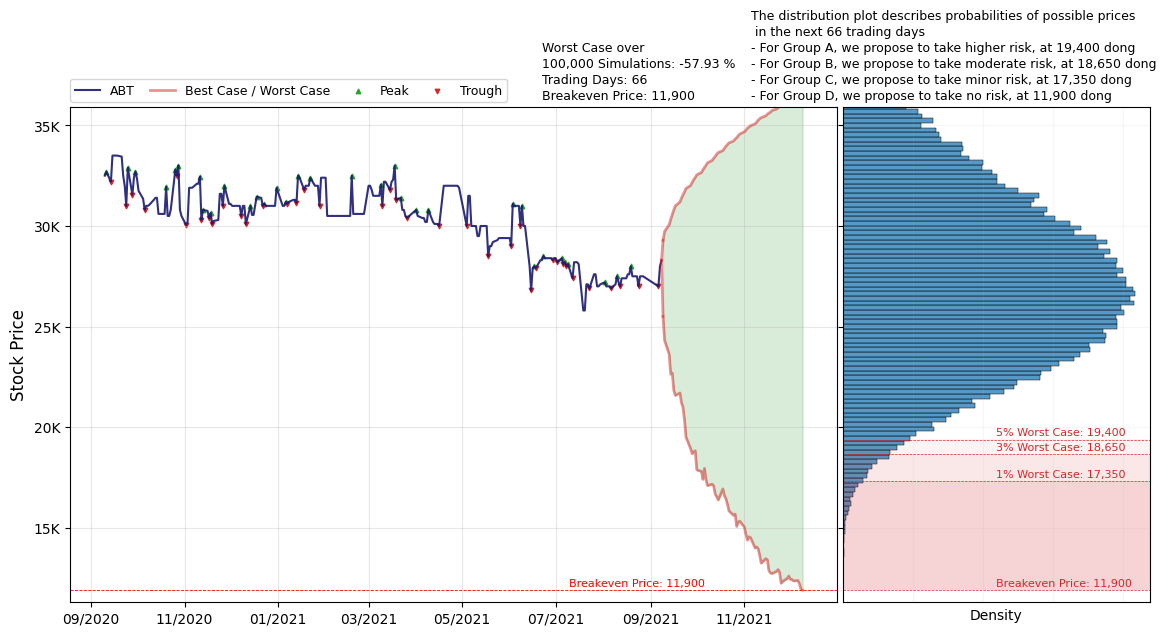 The distribution plot describes probabilities of possible prices
in the next 66 trading days
- For Group A, we propose to take higher risk, at 19,400 dong
- For Group B, we propose to take moderate risk, at 18,650 dong
- For Group C, we propose to take minor risk, at 17,350 dong
- For Group D, we propose to take no risk, at 11,900 dong
Worst Case over
100,000 Simulations: -57.93 %
Trading Days: 66
Breakeven Price: 11,900
ABT
Best Case / Worst Case
Peak
Trough
Stock Price
35K
30K
25K
20K
15K
Breakeven Price: 11,900
09/2020
11/2020
01/2021
03/2021
05/2021
07/2021
09/2021
11/2021
5% Worst Case: 19,400
3% Worst Case: 18,650
1% Worst Case: 17,350
Breakeven Price: 11,900
Density